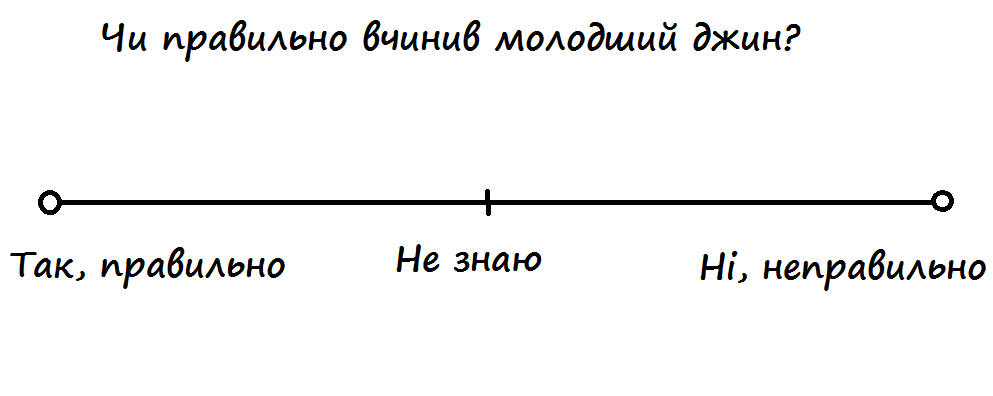 Чи правильно вчинив молодший джин?
Так, правильно
Не знаю
Ні, неправильно